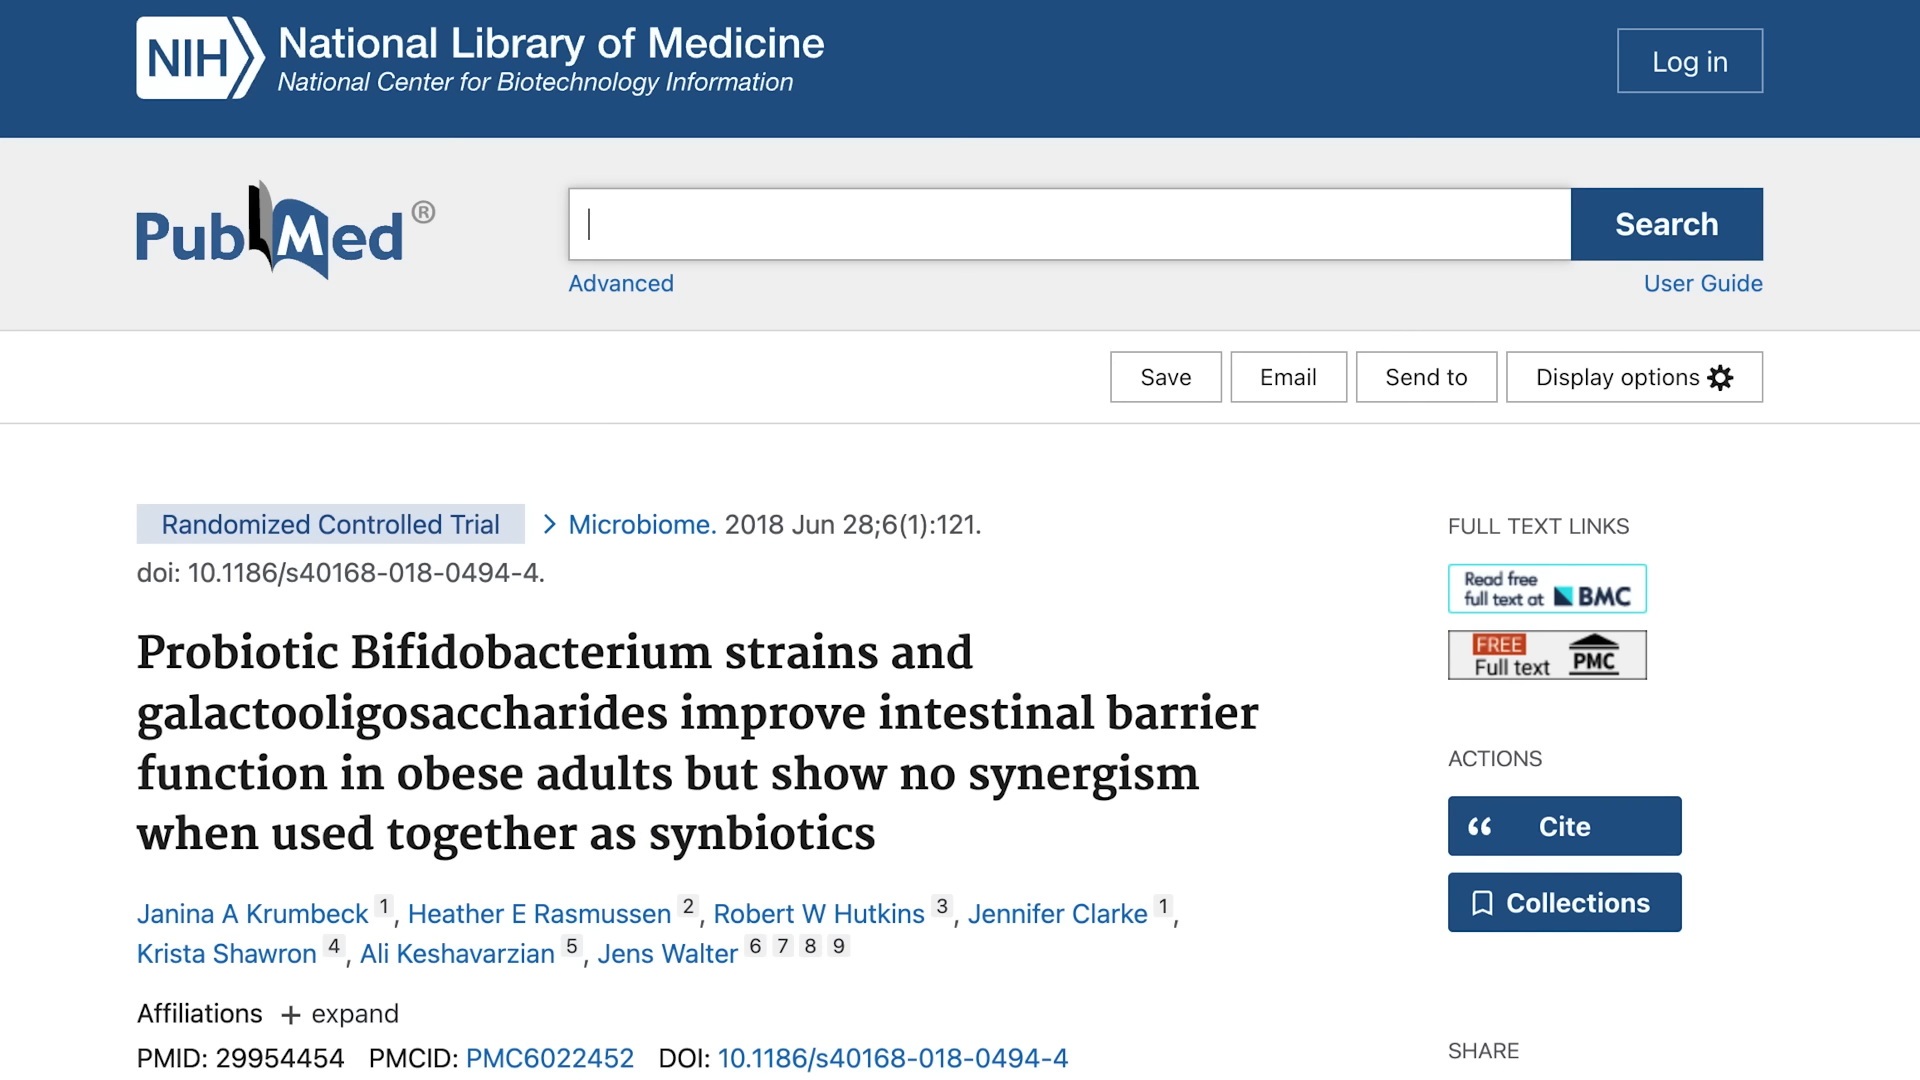 NIH National Library of Medicine
National Center for Biotechnology Information
Log in
PubMed®
Search
Advanced
User Guide
Save
Email
Send to
Display options
Randomized Controlled Trial > Microbiome. 2018 Jun 28;6(1):121.
doi: 10.1186/s40168-018-0494-4.
Probiotic Bifidobacterium strains and
galactooligosaccharides improve intestinal barrier
function in obese adults but show no synergism
when used together as synbiotics
Janina A Krumbeck 1, Heather E Rasmussen 2, Robert W Hutkins 3, Jennifer Clarke 1,
Krista Shawron 4, Ali Keshavarzian 5, Jens Walter 6 7 8 9
Affiliations + expand
PMID: 29954454 PMCID: PMC6022452 DOI: 10.1186/s40168-018-0494-4
FULL TEXT LINKS
Read free
full text at BMC
FREE
Full text PMC
ACTIONS
“ Cite
Collections
SHARE